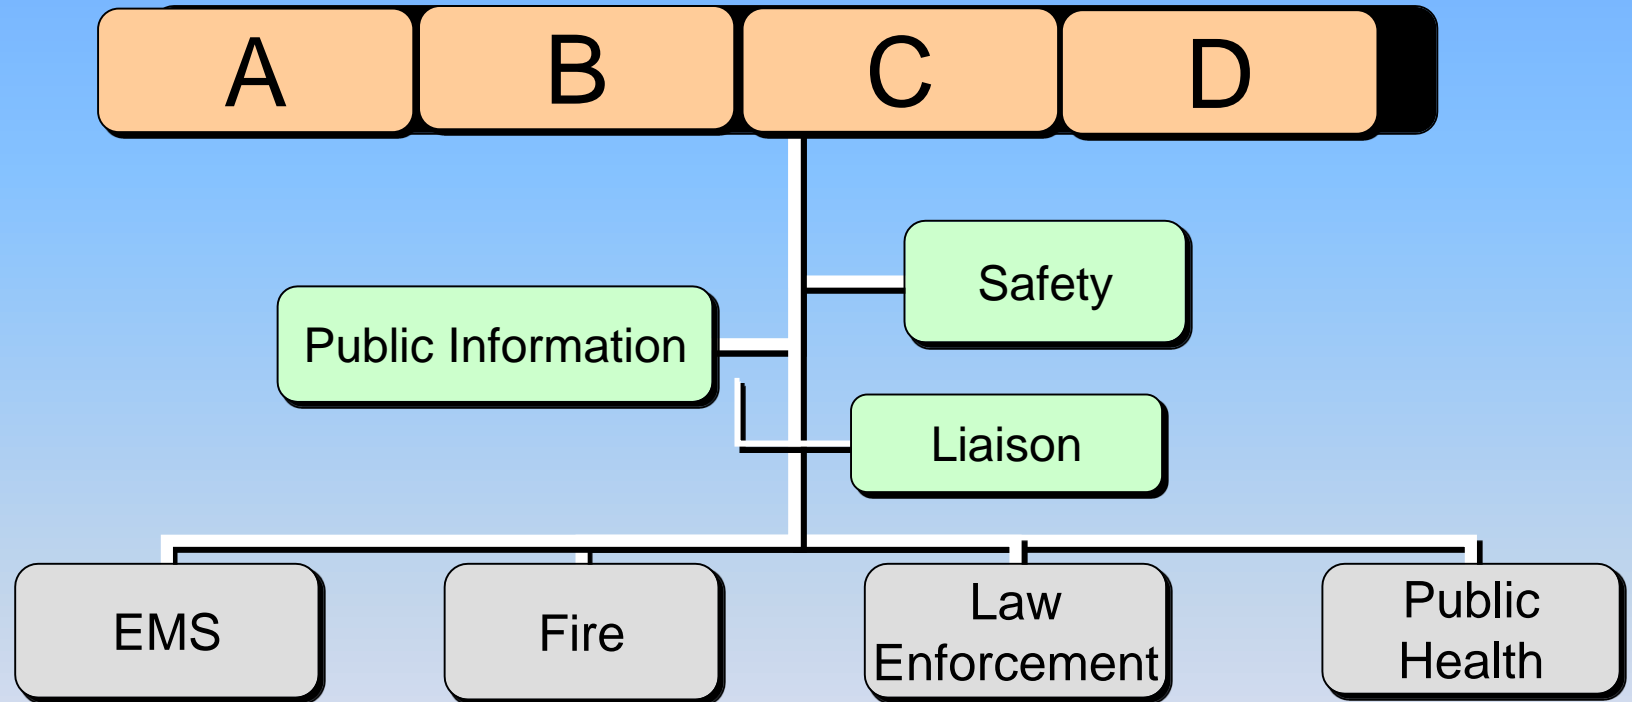 A
B
C
D
Safety
Public Information
Liaison
EMS
Fire
Law
Enforcement
Public
Health